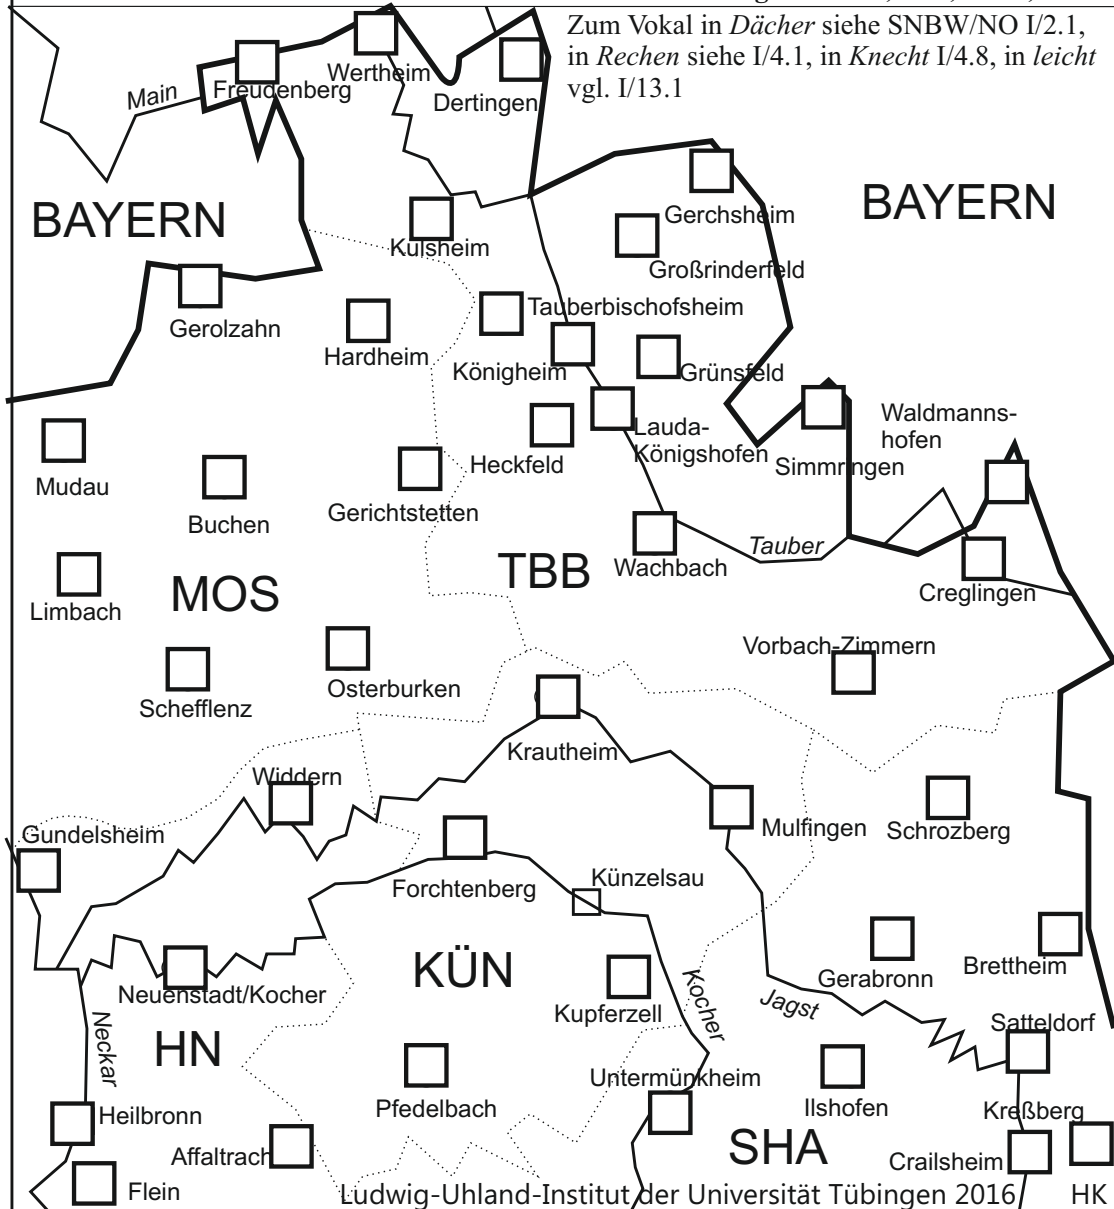 Zum Vokal in Dächer siehe SNBW/NO I/2.1,
in Rechen siehe I/4.1, in Knecht I/4.8, in leicht
vgl. I/13.1
Wertheim
Freudenberg
Dertingen
Main
BAYERN
BAYERN
Gerchsheim
Külsheim
Großrinderfeld
Gerolzahn
Tauberbischofsheim
Hardheim
Königheim
Grünsfeld
Waldmanns-
hofen
Lauda-
Königshofen
Heckfeld
Simmringen
Mudau
Buchen
Gerichtstetten
Tauber
Wachbach
TBB
MOS
Limbach
Creglingen
Vorbach-Zimmern
Osterburken
Schefflenz
Krautheim
Widdern
Gundelsheim
Mulfingen
Schrozberg
Forchtenberg
Künzelsau
KÜN
Gerabronn
Brettheim
Neuenstadt/Kocher
Kupferzell
Kocher
Jagst
Satteldorf
Neckar
HN
Untermünkheim
Pfedelbach
Ilshofen
Kreßberg
Heilbronn
Affaltrach
SHA
Crailsheim
Flein
Ludwig-Uhland-Institut der Universität Tübingen 2016
HK